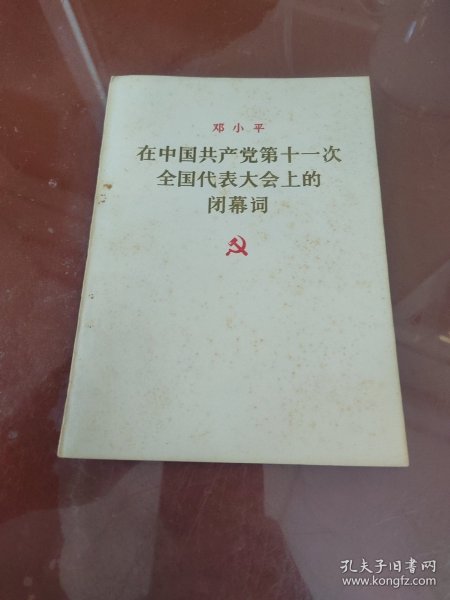 邓小平
在中国共产党第十一次
全国代表大会上的
闭幕词
孔夫子旧书网
www.kongfz.com